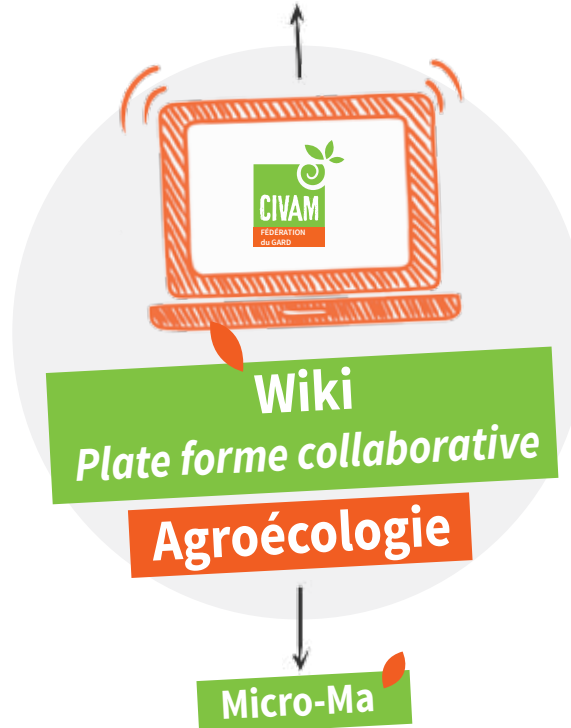 CIVAM
FÉDÉRATION
du GARD
Wiki
Plate forme collaborative
Agroécologie
Micro-Ma